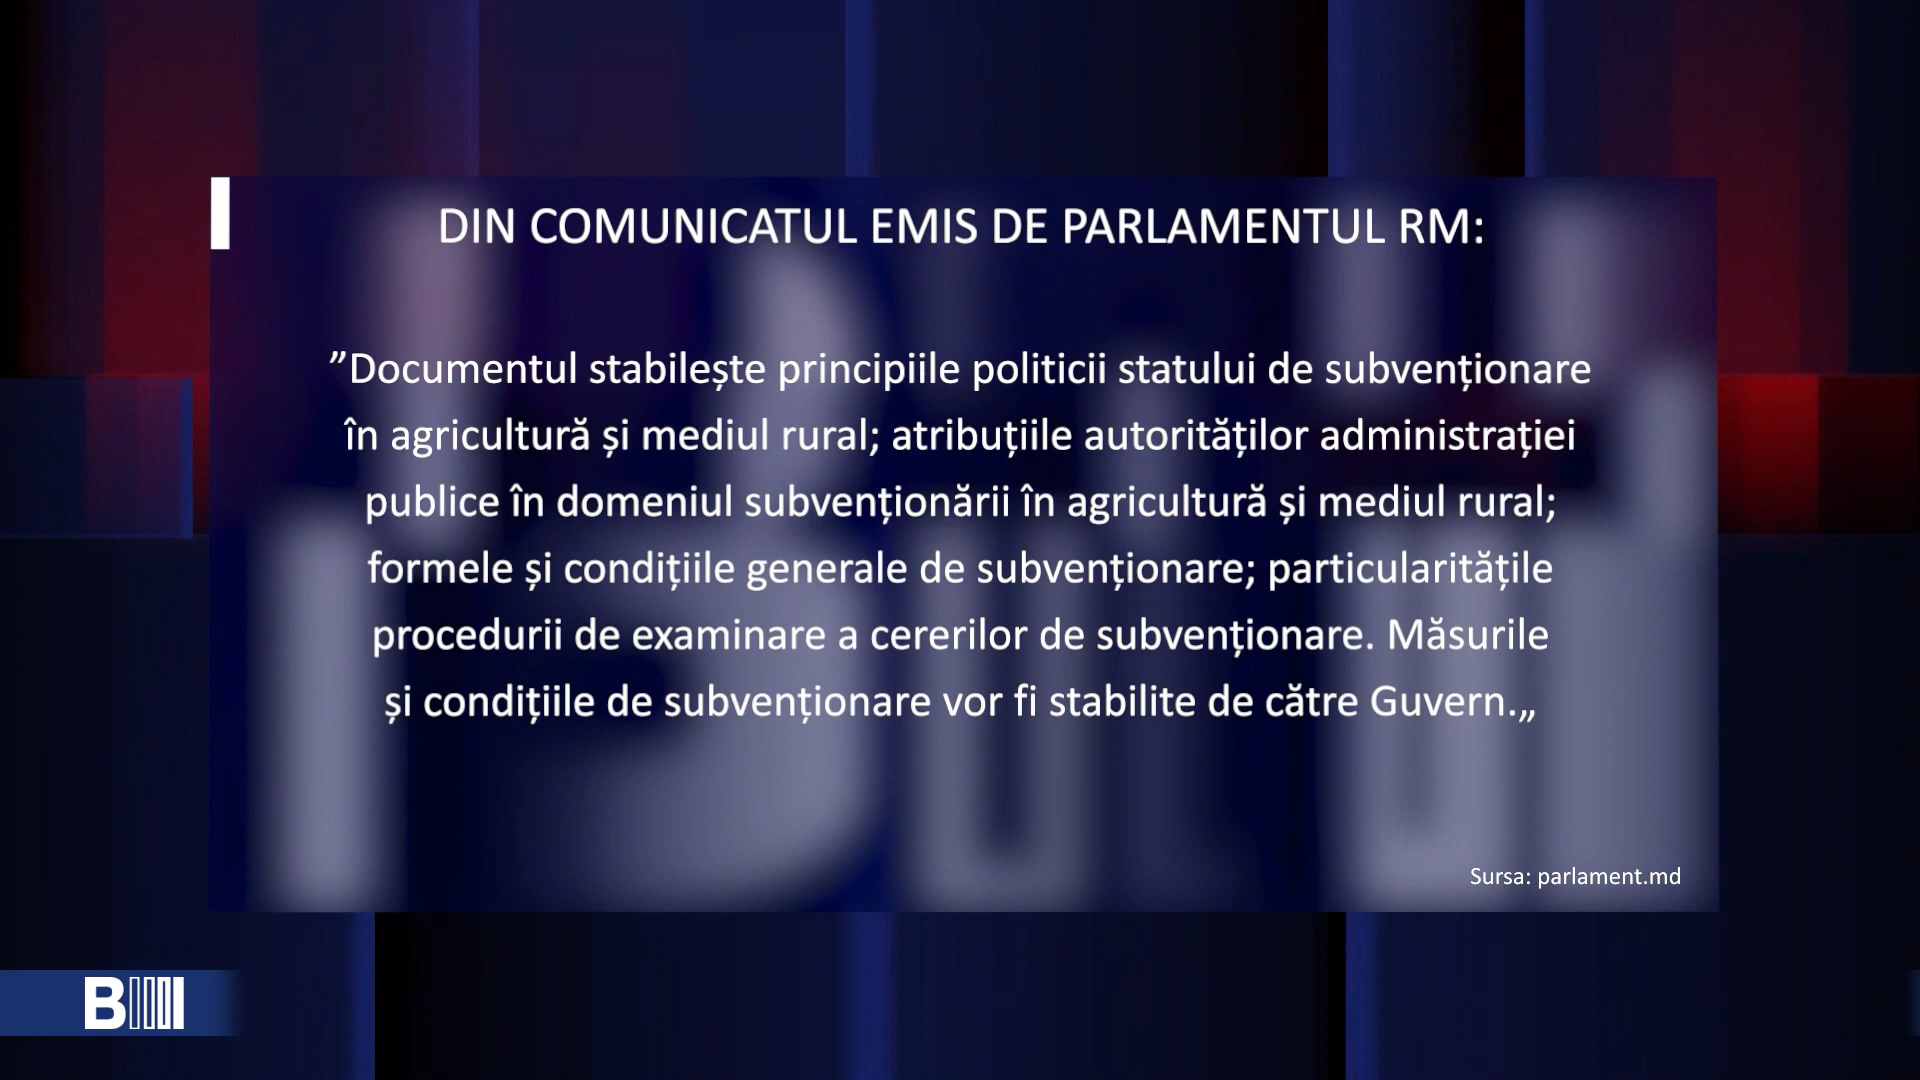 DIN COMUNICATUL EMIS DE PARLAMENTUL RM:
”Documentul stabilește principiile politicii statului de subvenționare
în agricultură și mediul rural; atribuțiile autorităților administrației
publice în domeniul subvenționării în agricultură și mediul rural;
formele și condițiile generale de subvenționare; particularitățile
procedurii de examinare a cererilor de subvenționare. Măsurile
și condițiile de subvenționare vor fi stabilite de către Guvern.„
Sursa: parlament.md
B